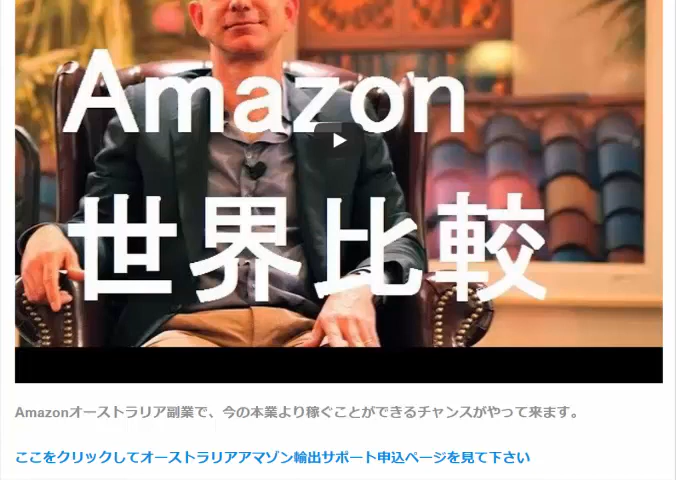 Amazon
世界比較
Amazonオーストラリア副業で、今の本業より稼ぐことができるチャンスがやって来ます。
ここをクリックしてオーストラリアアマゾン輸出サポート申込ページを見て下さい